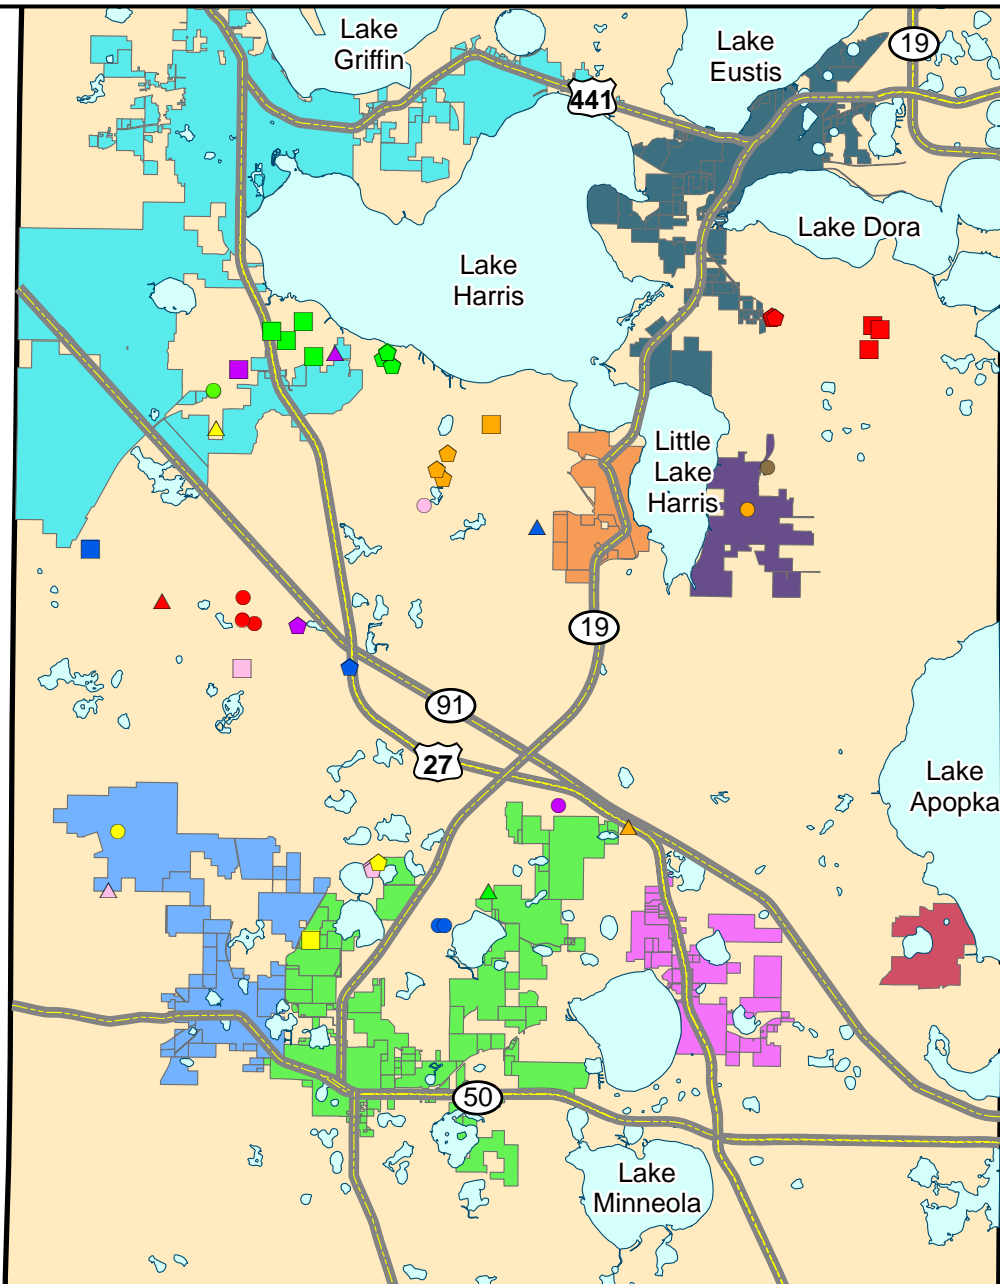 Lake
Griffin
Lake
Eustis
19
441
Lake Dora
Lake
Harris
Little
Lake
Harris
19
91
27
Lake
Apopka
50
Lake
Minneola